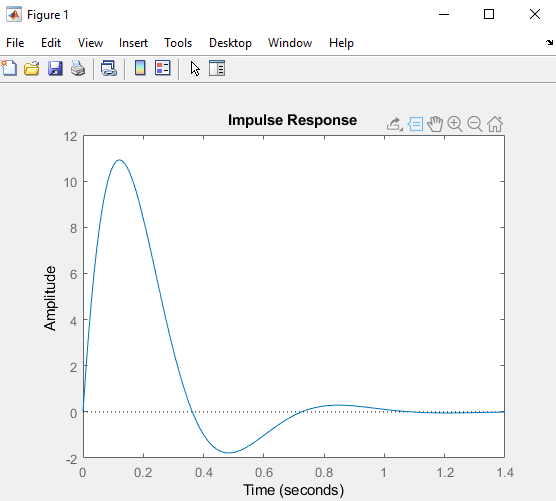 Figure 1
File Edit View Insert Tools Desktop Window Help
Impulse Response
12
10
8
6
4
2
0
-2
Amplitude
0 0.2 0.4 0.6 0.8 1 1.2 1.4
Time (seconds)